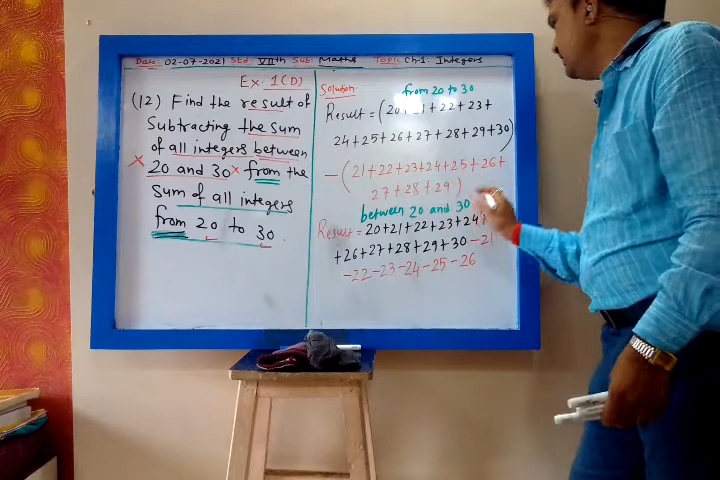 Date: 02-07-2021 Std VIIth Sub: Maths Topic: Ch-1: Integers
Ex. 1(D)
(12) Find the result of
Subtracting the sum
of all integers between
x 20 and 30 x from the
sum of all integers
from 20 to 30.
Solution
from 20 to 30
Result = (20+21+22+23+
24+25+26+27+28+29+30)
-(21+22+23+24+25+26+
27+28+29)
between 20 and 30
Result = 20+21+22+23+24+
+26+27+28+29+30-21
-22-23-24-25-26